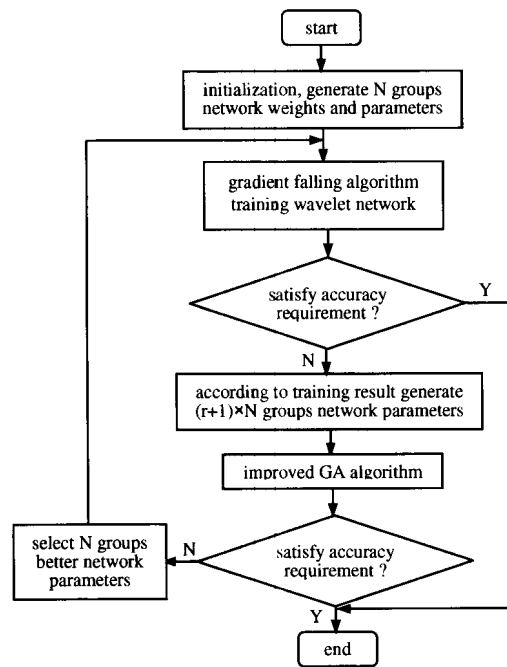 start
initialization, generate N groups
network weights and parameters
gradient falling algorithm
training wavelet network
satisfy accuracy
requirement ?
Y
N
according to training result generate
(r+1)×N groups network parameters
improved GA algorithm
satisfy accuracy
requirement ?
N
select N groups
better network
parameters
Y
end